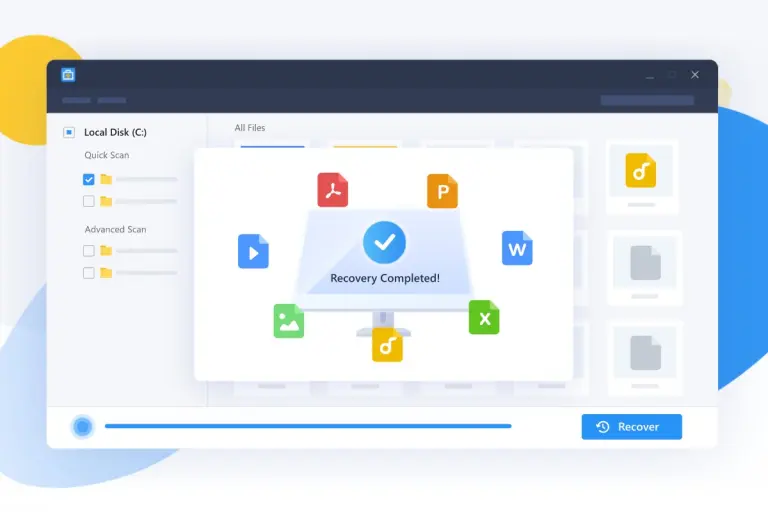 Local Disk (C:)
All Files
Quick Scan
Advanced Scan
P
W
Recovery Completed!
X
Recover